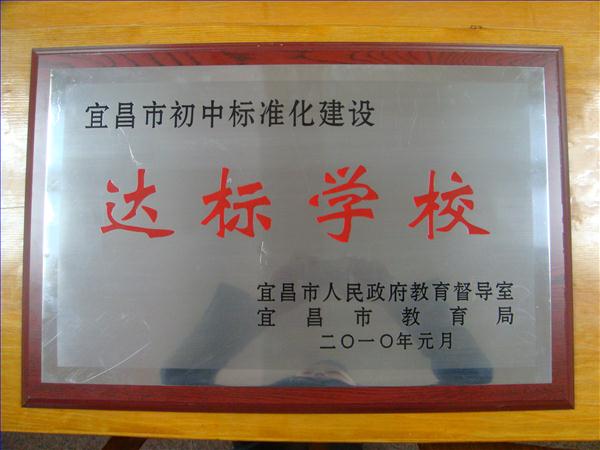 宜昌市初中标准化建设
达标学校
宜昌市人民政府教育督导室
宜昌市教育局
二〇一〇年元月